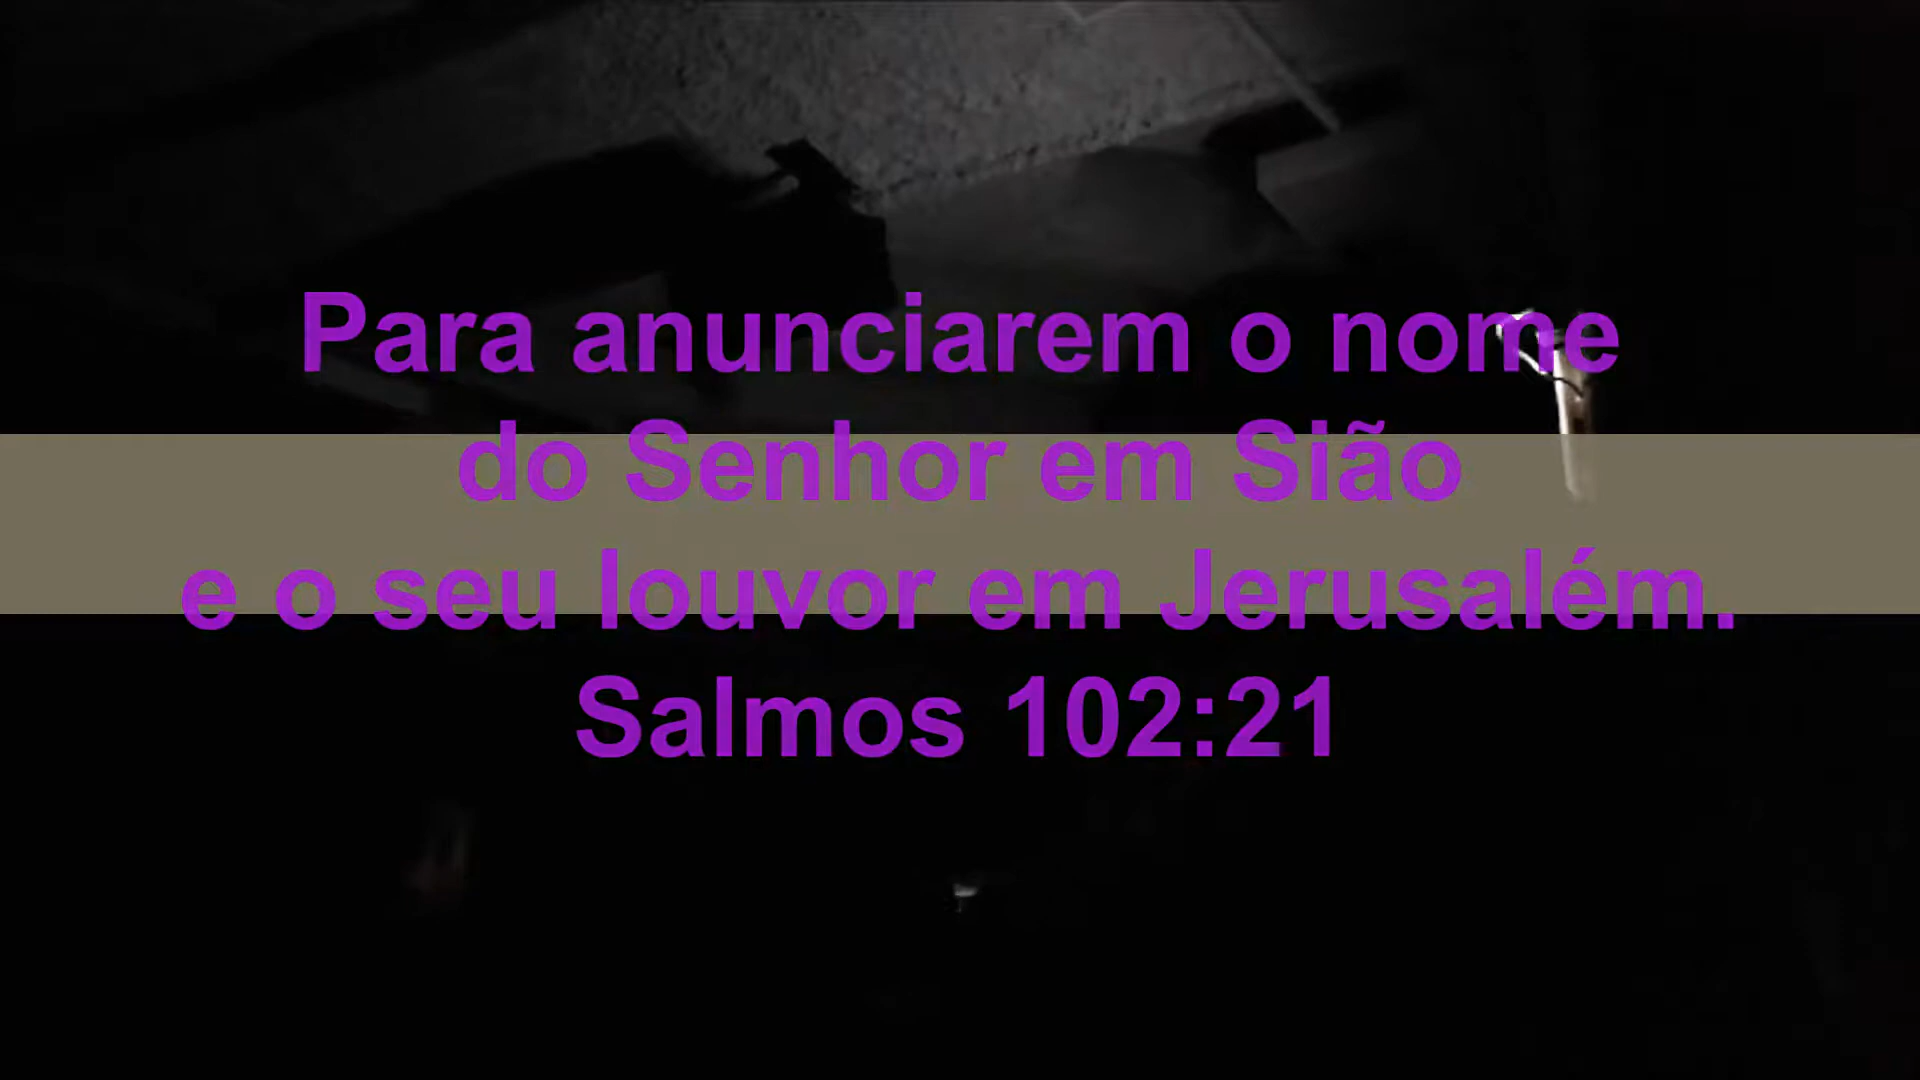 Para anunciarem o nome
do Senhor em Sião
e o seu louvor em Jerusalém.
Salmos 102:21